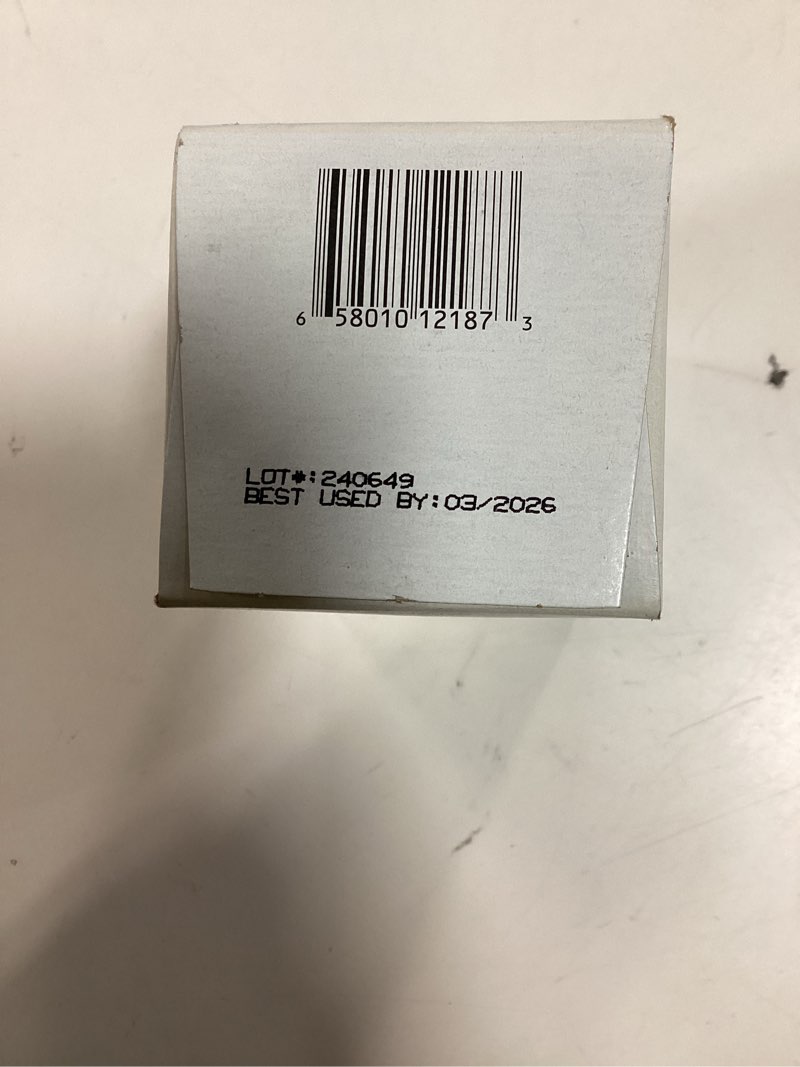 6 58010 12187 3
LOT#:240649
BEST USED BY:03/2026